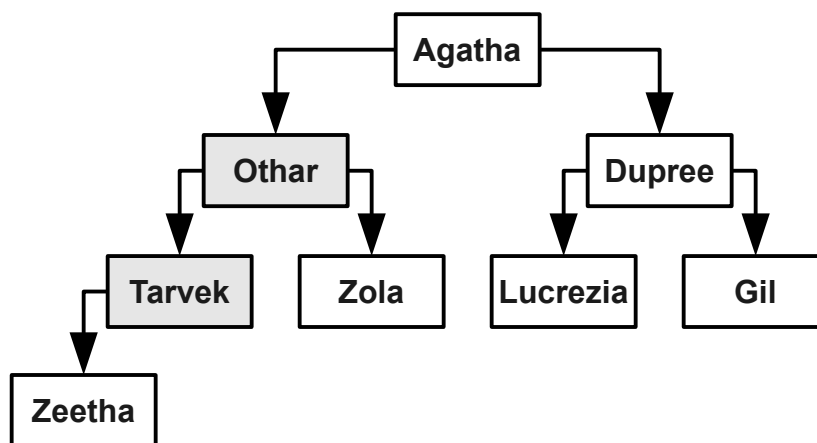 Agatha
Othar
Dupree
Tarvek
Zola
Lucrezia
Gil
Zeetha